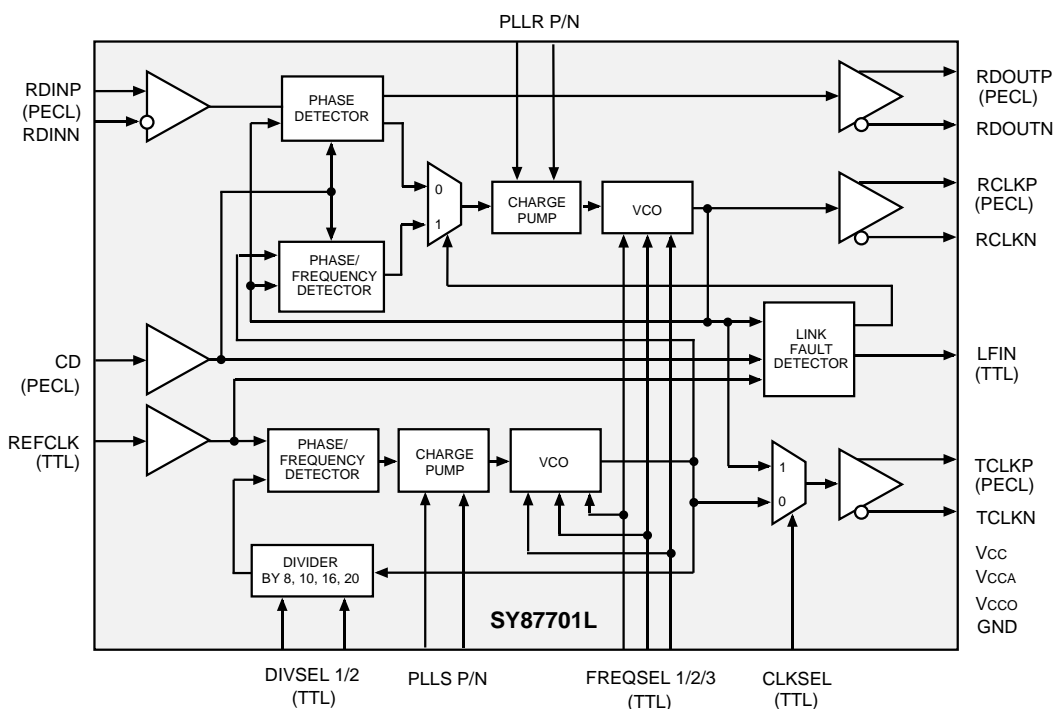 PLLR P/N
RDINP
(PECL)
RDINN
PHASE
DETECTOR
RDOUTP
(PECL)
RDOUTN
0
1
CHARGE
PUMP
VCO
RCLKP
(PECL)
RCLKN
PHASE/
FREQUENCY
DETECTOR
LINK
FAULT
DETECTOR
CD
(PECL)
LFIN
(TTL)
REFCLK
(TTL)
PHASE/
FREQUENCY
DETECTOR
CHARGE
PUMP
VCO
1
0
TCLKP
(PECL)
TCLKN
DIVIDER
BY 8, 10, 16, 20
VCC
VCCA
VCCO
GND
SY87701L
DIVSEL 1/2
(TTL)
PLLS P/N
FREQSEL 1/2/3
(TTL)
CLKSEL
(TTL)